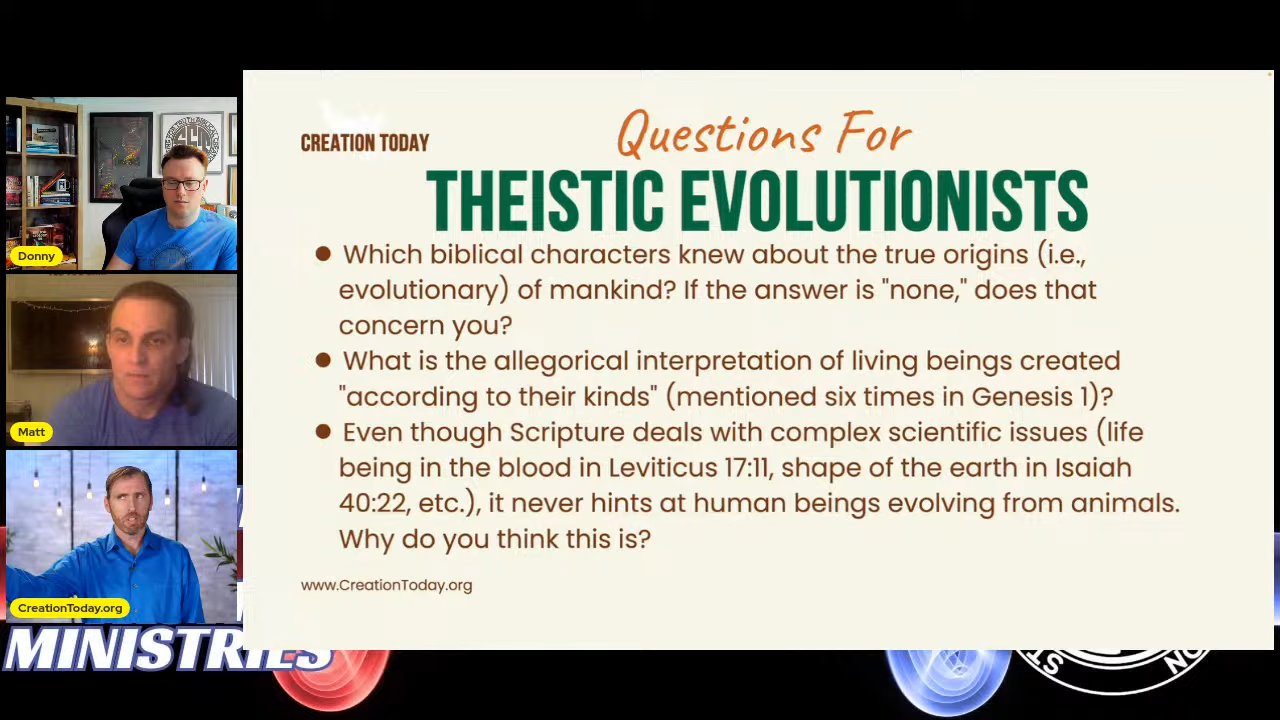 CREATION TODAY
Questions For
THEISTIC EVOLUTIONISTS
● Which biblical characters knew about the true origins (i.e.,
evolutionary) of mankind? If the answer is "none," does that
concern you?
● What is the allegorical interpretation of living beings created
"according to their kinds" (mentioned six times in Genesis 1)?
● Even though Scripture deals with complex scientific issues (life
being in the blood in Leviticus 17:11, shape of the earth in Isaiah
40:22, etc.), it never hints at human beings evolving from animals.
Why do you think this is?
www.CreationToday.org
Donny
Matt
CreationToday.org
MINISTRIES